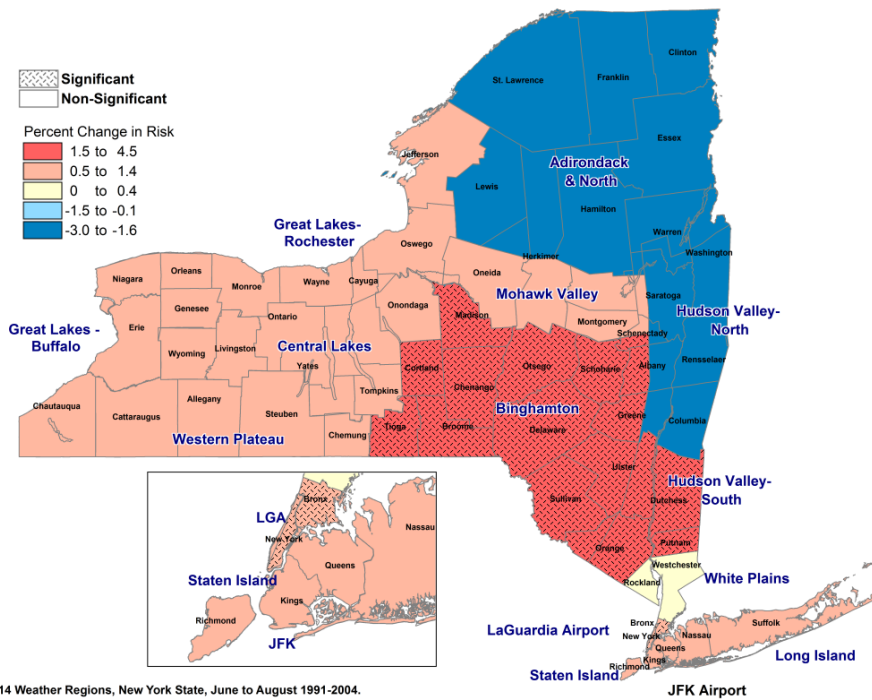 Significant
Non-Significant
Percent Change in Risk
1.5 to 4.5
0.5 to 1.4
0 to 0.4
-1.5 to -0.1
-3.0 to -1.6
Clinton
Franklin
St. Lawrence
Essex
Jefferson
Adirondack
& North
Lewis
Hamilton
Warren
Washington
Herkimer
Great Lakes-
Rochester
Oswego
Oneida
Niagara
Orleans
Monroe
Wayne
Cayuga
Onondaga
Madison
Mohawk Valley
Montgomery
Saratoga
Schenectady
Hudson Valley-
North
Genesee
Ontario
Great Lakes -
Buffalo
Erie
Wyoming
Livingston
Central Lakes
Yates
Cortland
Chenango
Otsego
Schoharie
Albany
Rensselaer
Chautauqua
Cattaraugus
Allegany
Steuben
Tompkins
Chemung
Western Plateau
Tioga
Broome
Binghamton
Delaware
Greene
Columbia
Ulster
Sullivan
Hudson Valley-
South
Dutchess
Orange
Putnam
Westchester
Rockland
White Plains
Bronx
LGA
New York
Nassau
Queens
Staten Island
Kings
Richmond
JFK
Bronx
LaGuardia Airport
New York
Nassau
Suffolk
Queens
Kings
Richmond
Staten Island
Long Island
JFK Airport
14 Weather Regions, New York State, June to August 1991-2004.